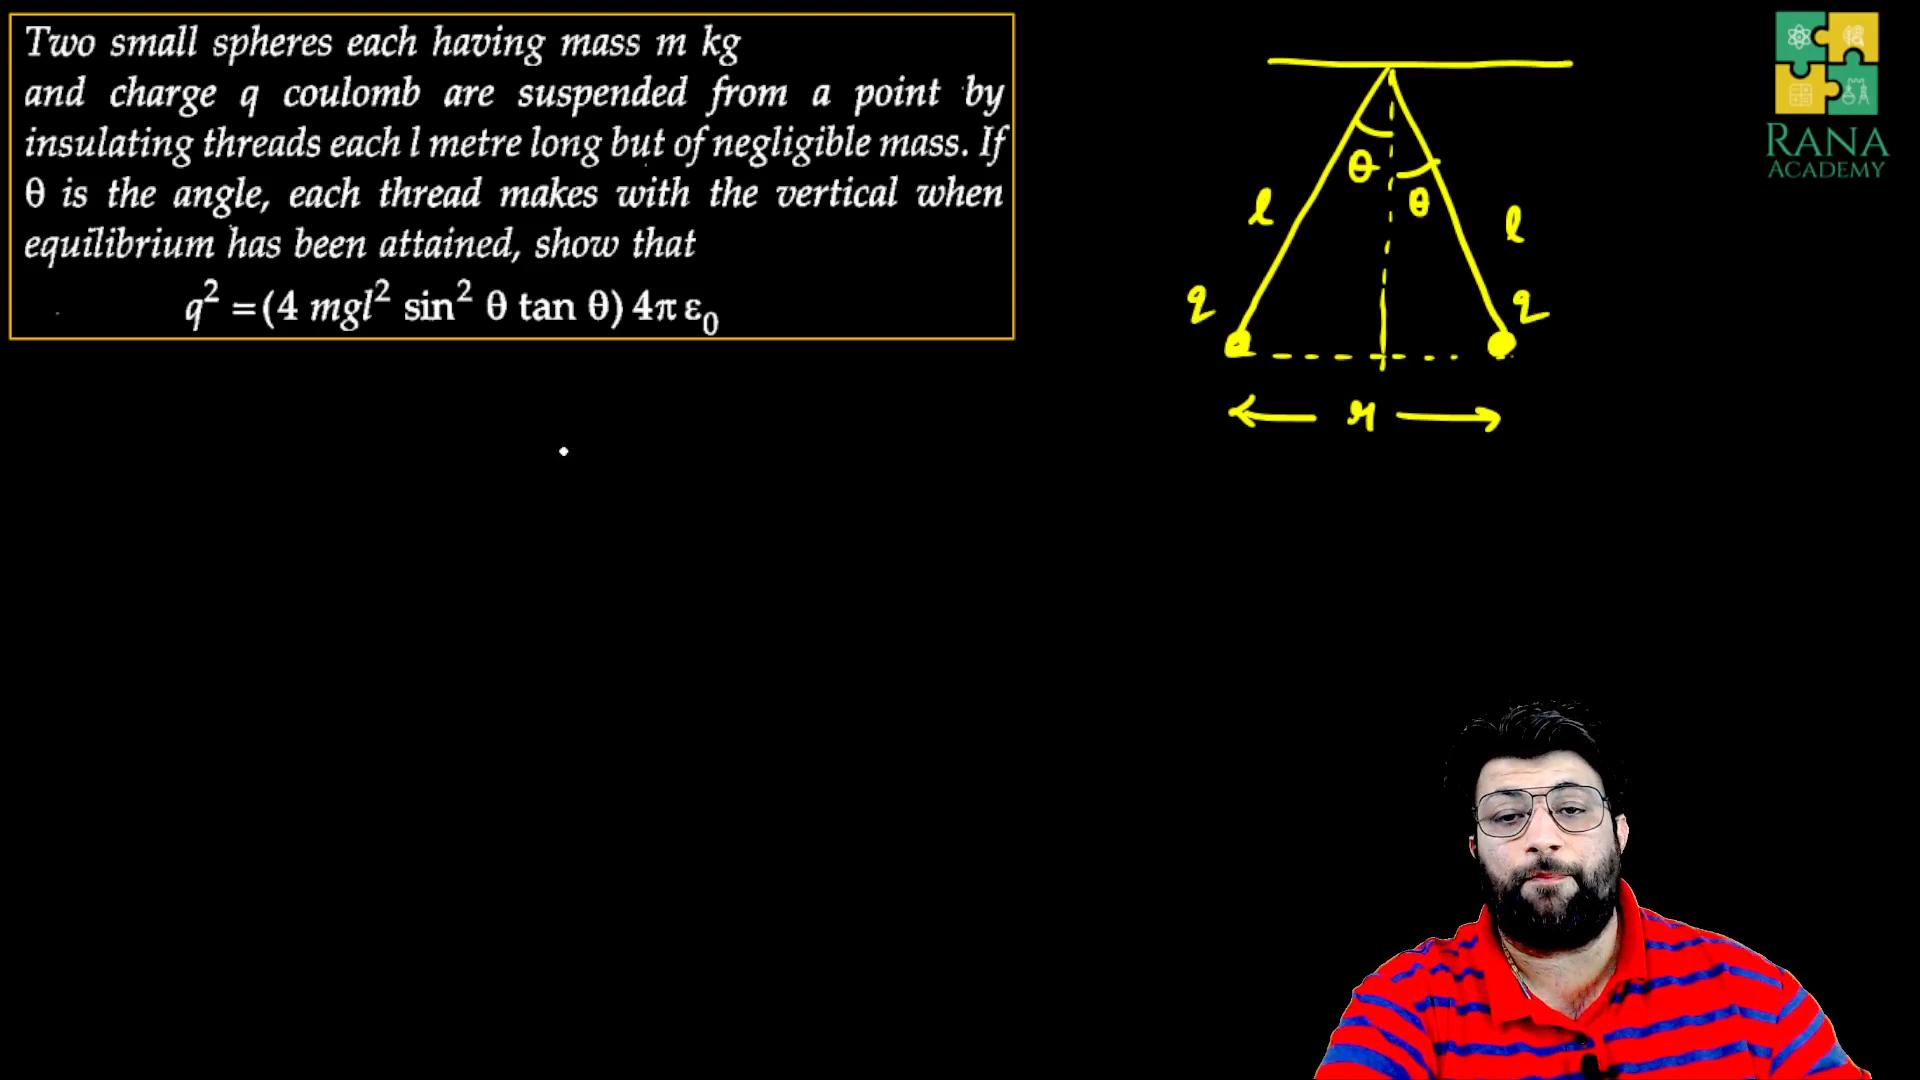 Two small spheres each having mass m kg
and charge q coulomb are suspended from a point by
insulating threads each l metre long but of negligible mass. If
θ is the angle, each thread makes with the vertical when
equilibrium has been attained, show that
q² = (4 mgl² sin² θ tan θ) 4π ε₀
RANA
ACADEMY
θ
θ
l
l
q
q
r